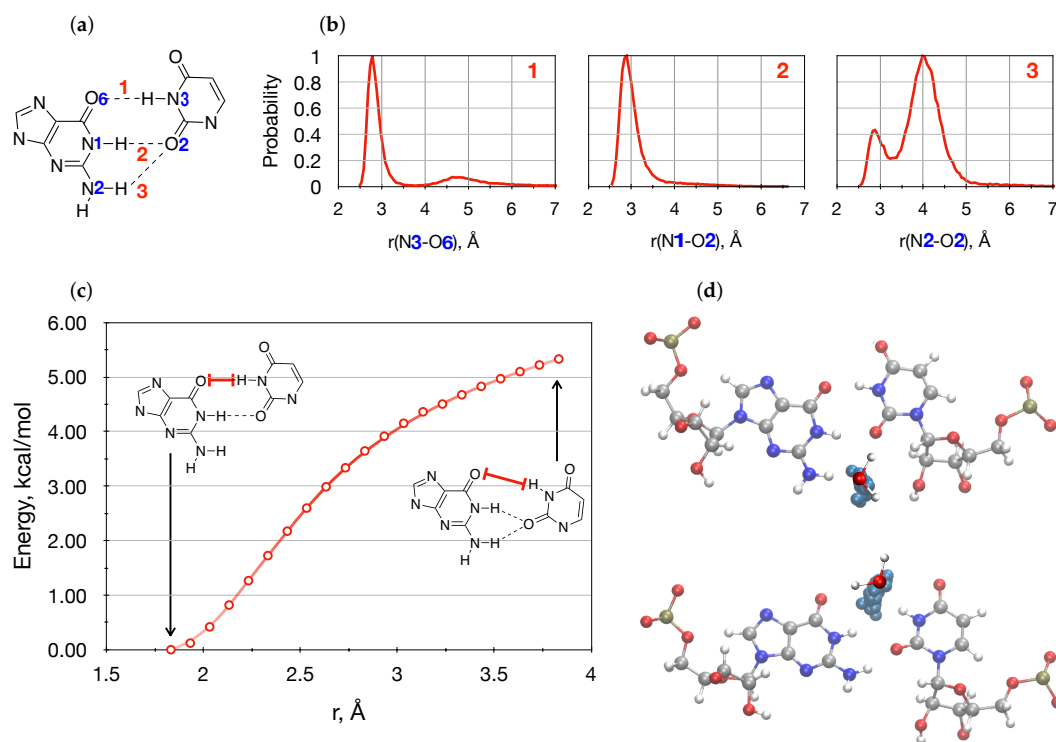 (a)
O
O6
1
H
N3
N
N
N1
H
O2
2
N
N
N
N2
H
3
H
(b)
Probability
1
0.8
0.6
0.4
0.2
0
1
2 3 4 5 6 7
r(N3-O6), Å
2
2 3 4 5 6 7
r(N1-O2), Å
3
2 3 4 5 6 7
r(N2-O2), Å
(c)
Energy, kcal/mol
6.00
5.00
4.00
3.00
2.00
1.00
0.00
1.5 2 2.5 3 3.5 4
r, Å
O
O H N
N
N
N H O N
N
N
N H
H
O
O
H N
N
N
N H
O N
N
N
N H
H
(d)